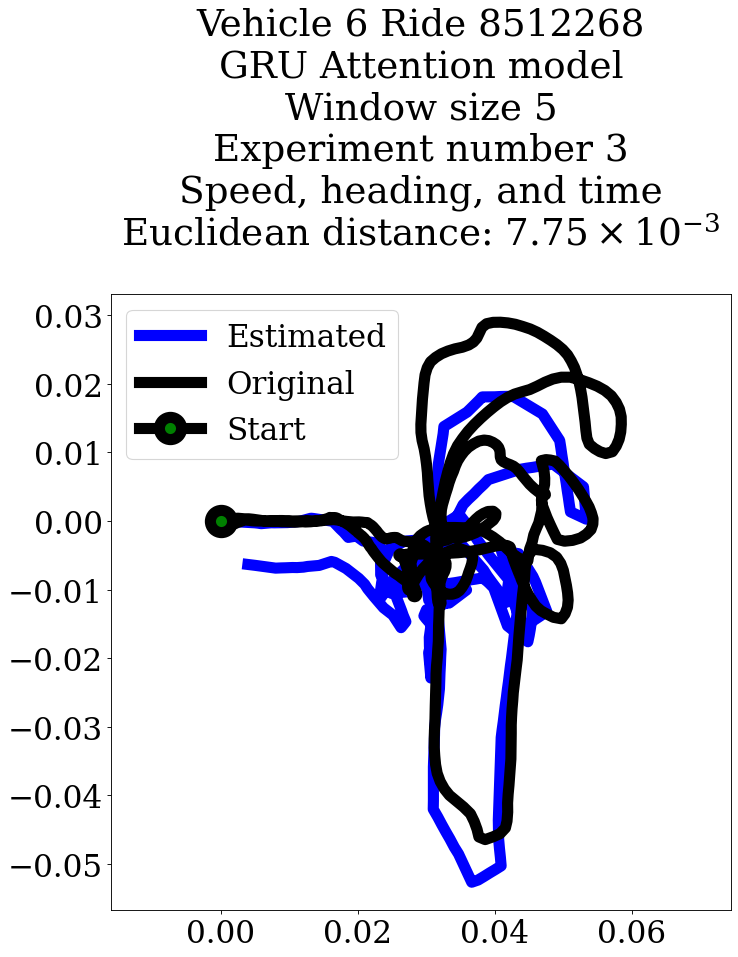 Vehicle 6 Ride 8512268
GRU Attention model
Window size 5
Experiment number 3
Speed, heading, and time
Euclidean distance: 7.75 × 10⁻³
Estimated
Original
Start
0.03
0.02
0.01
0.00
−0.01
−0.02
−0.03
−0.04
−0.05
0.00 0.02 0.04 0.06